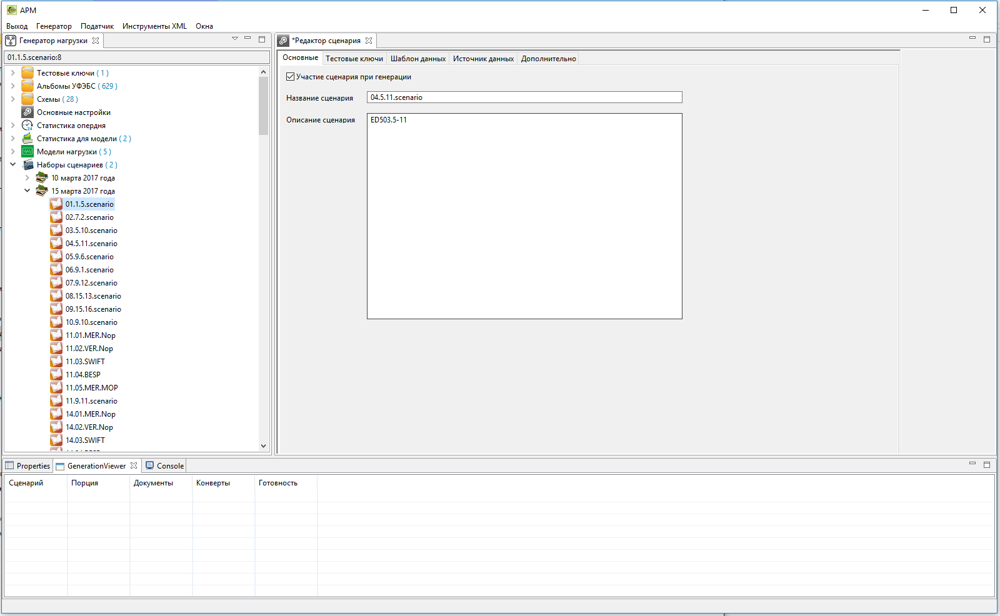 АРМ
Выход Генератор Податчик Инструменты XML Окна
Генератор нагрузки
01.1.5.scenario:8
Тестовые ключи ( 1 )
Альбомы УФЭБС ( 629 )
Схемы ( 28 )
Основные настройки
Статистика опердня
Статистика для модели ( 2 )
Модели нагрузки ( 5 )
Наборы сценариев ( 2 )
10 марта 2017 года
15 марта 2017 года
01.1.5.scenario
02.7.2.scenario
03.5.10.scenario
04.5.11.scenario
05.9.6.scenario
06.9.1.scenario
07.9.12.scenario
08.15.13.scenario
09.15.16.scenario
10.9.10.scenario
11.01.MER.Nop
11.02.VER.Nop
11.03.SWIFT
11.04.BESP
11.05.MER.MOP
11.9.11.scenario
14.01.MER.Nop
14.02.VER.Nop
14.03.SWIFT
*Редактор сценария
Основные Тестовые ключи Шаблон данных Источник данных Дополнительно
Участие сценария при генерации
Название сценария 04.5.11.scenario
Описание сценария ED503.5-11
Properties GenerationViewer Console
Сценарий Порция Документы Конверты Готовность